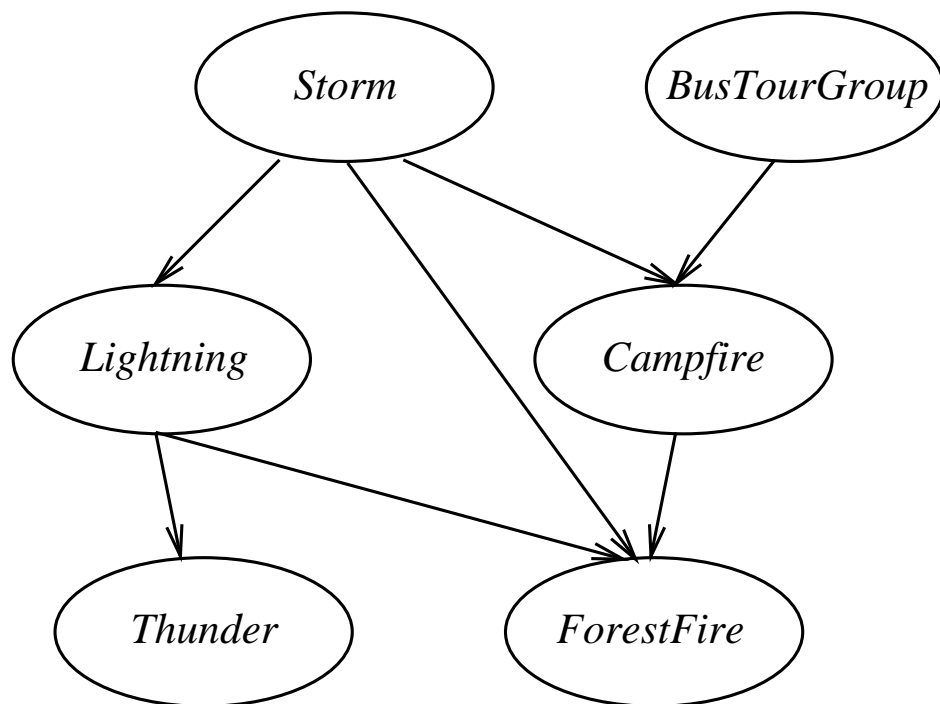 Storm
BusTourGroup
Lightning
Campfire
Thunder
ForestFire